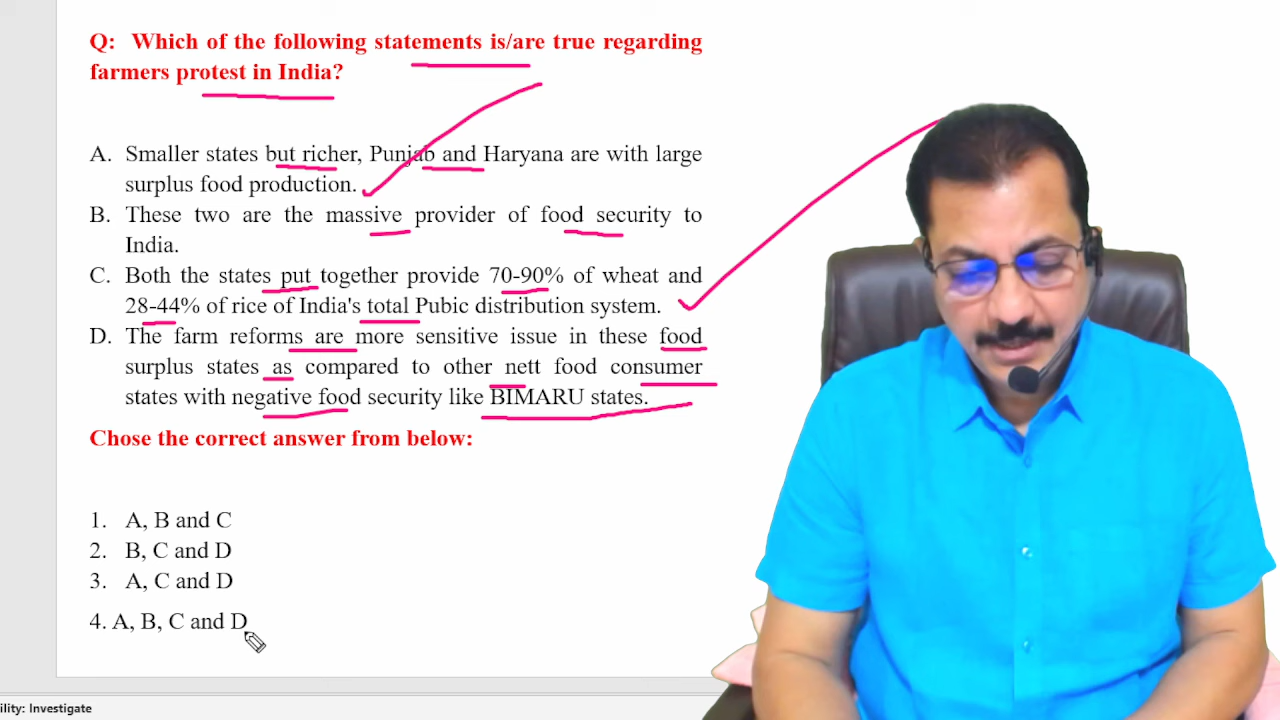 Q: Which of the following statements is/are true regarding
farmers protest in India?
A. Smaller states but richer, Punjab and Haryana are with large
surplus food production.
B. These two are the massive provider of food security to
India.
C. Both the states put together provide 70-90% of wheat and
28-44% of rice of India's total Pubic distribution system.
D. The farm reforms are more sensitive issue in these food
surplus states as compared to other nett food consumer
states with negative food security like BIMARU states.
Chose the correct answer from below:
1. A, B and C
2. B, C and D
3. A, C and D
4. A, B, C and D
ility: Investigate